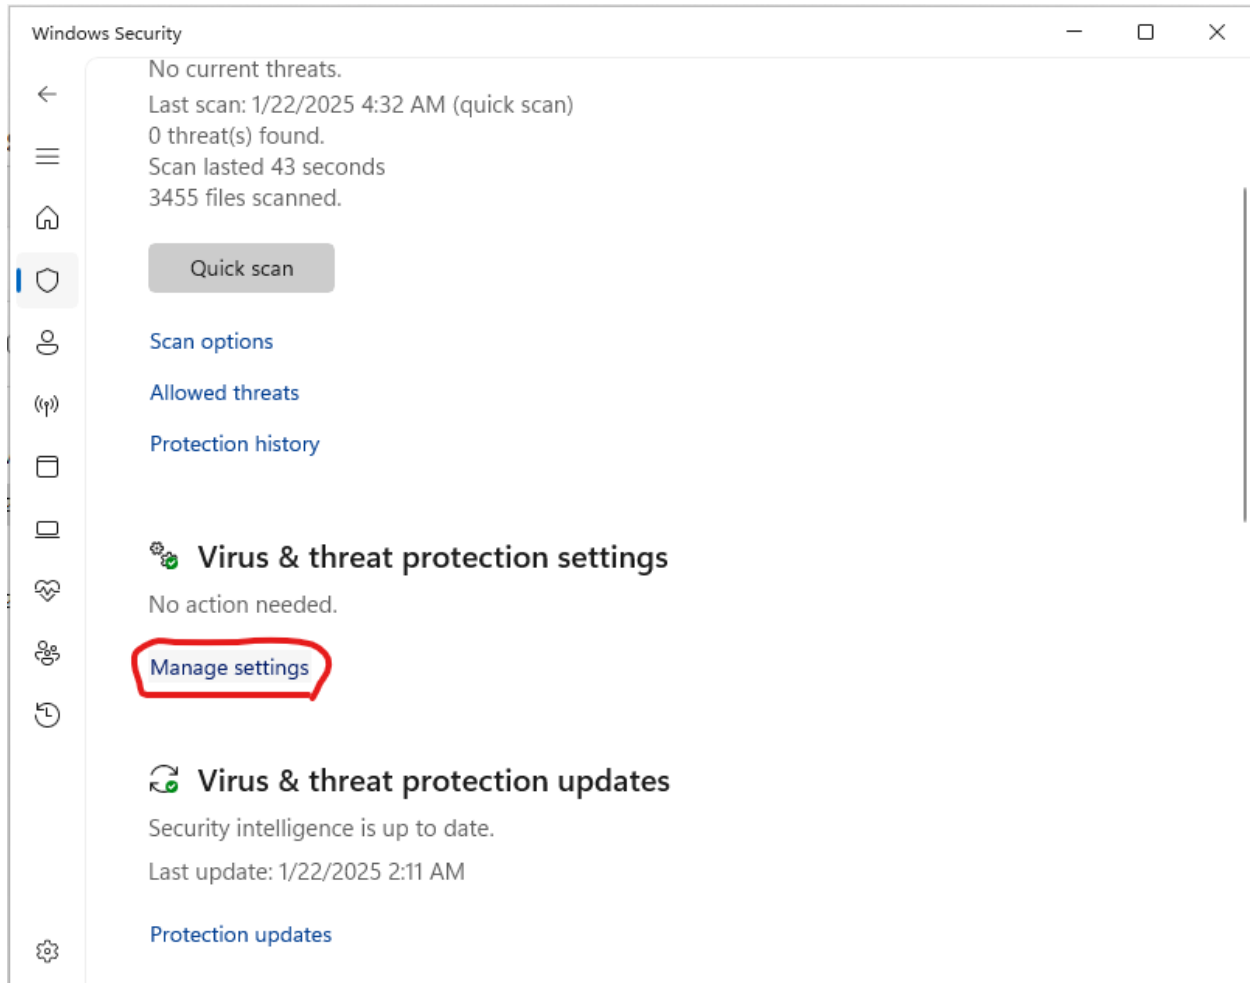 Windows Security
No current threats.
Last scan: 1/22/2025 4:32 AM (quick scan)
0 threat(s) found.
Scan lasted 43 seconds
3455 files scanned.
Quick scan
Scan options
Allowed threats
Protection history
Virus & threat protection settings
No action needed.
Manage settings
Virus & threat protection updates
Security intelligence is up to date.
Last update: 1/22/2025 2:11 AM
Protection updates